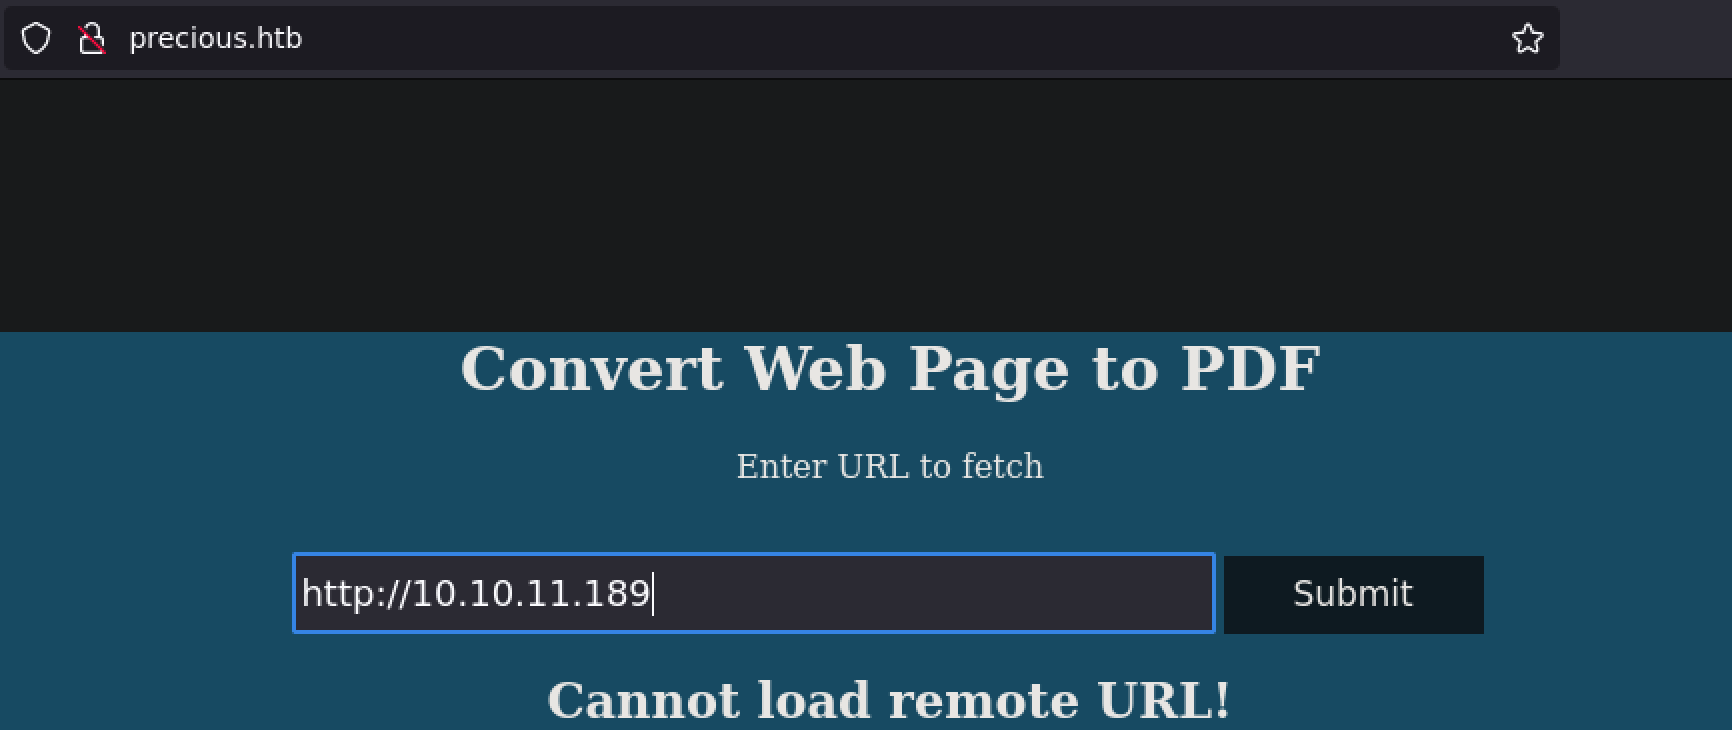 precious.htb
Convert Web Page to PDF
Enter URL to fetch
http://10.10.11.189
Submit
Cannot load remote URL!